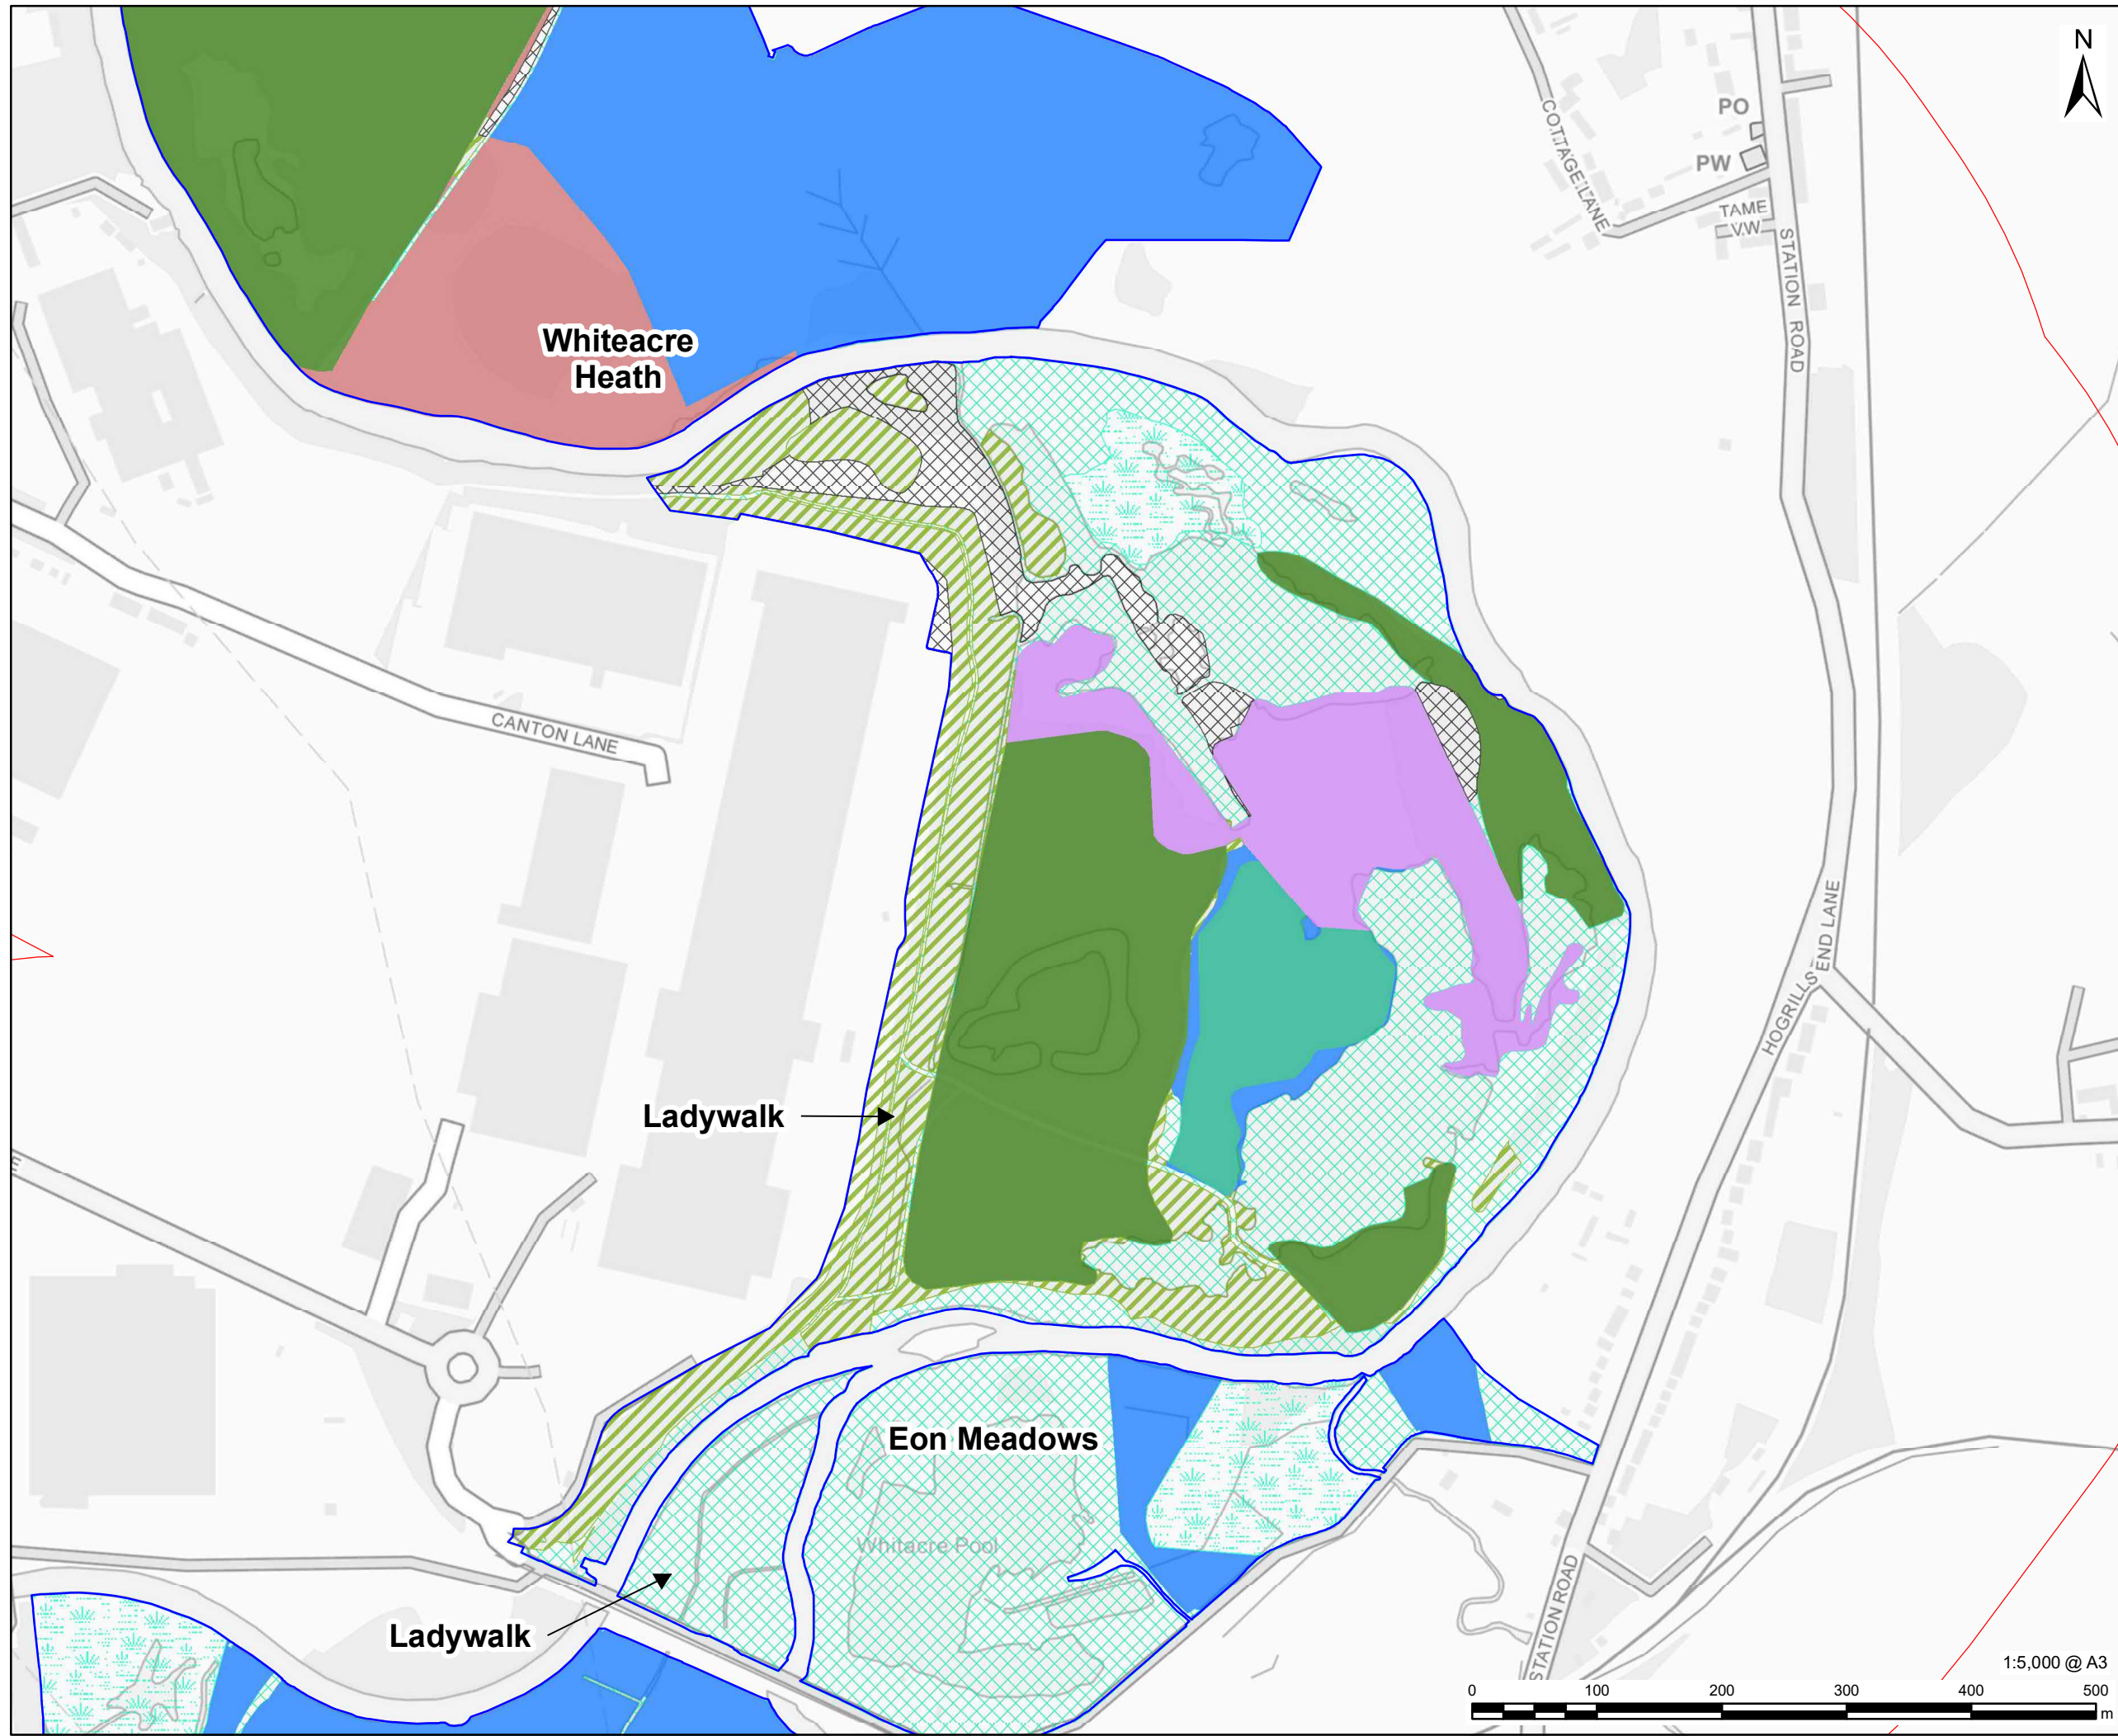 N
PO
PW
COTTAGE LANE
TAME
VW
STATION ROAD
Whiteacre
Heath
CANTON LANE
HOGRILLS END LANE
Ladywalk
Eon Meadows
Whitacre Pool
Ladywalk
STATION ROAD
1:5,000 @ A3
0 100 200 300 400 500
m